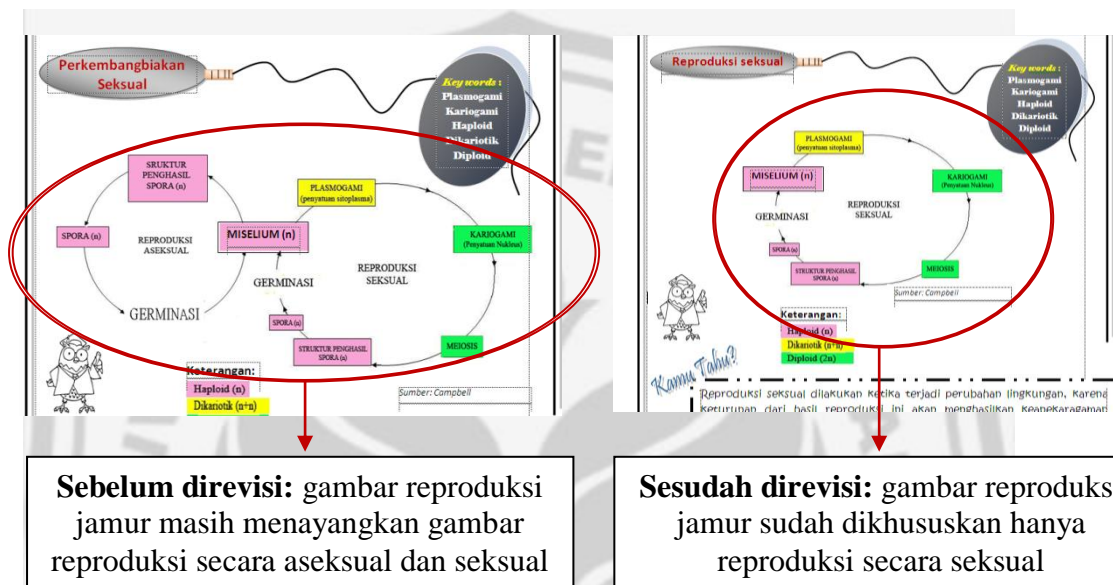 Perkembangbiakan
Seksual
Key words :
Plasmogami
Kariogami
Haploid
Dikariotik
Diploid
SRUKTUR
PENGHASIL
SPORA (n)
PLASMOGAMI
(penyatuan sitoplasma)
SPORA (n)
REPRODUKSI
ASEKSUAL
MISELIUM (n)
KARIOGAMI
(Penyatuan Nukleus)
REPRODUKSI
SEKSUAL
GERMINASI
GERMINASI
SPORA (n)
STRUKTUR PENGHASIL
SPORA (n)
MEIOSIS
Keterangan:
Haploid (n)
Dikariotik (n+n)
Sumber: Campbell
Sebelum direvisi: gambar reproduksi
jamur masih menayangkan gambar
reproduksi secara aseksual dan seksual
Reproduksi seksual
Key words :
Plasmogami
Kariogami
Haploid
Dikariotik
Diploid
PLASMOGAMI
(penyatuan sitoplasma)
MISELIUM (n)
KARIOGAMI
(Penyatuan Nukleus)
GERMINASI
REPRODUKSI
SEKSUAL
SPORA (n)
STRUKTUR PENGHASIL
SPORA (n)
MEIOSIS
Sumber: Campbell
Keterangan:
Haploid (n)
Dikariotik (n+n)
Diploid (2n)
Kamu Tahu?
Reproduksi seksual dilakukan ketika terjadi perubahan lingkungan, karena
keturunan dari hasil reproduksi ini akan menghasilkan keanekaragaman
Sesudah direvisi: gambar reproduks
jamur sudah dikhususkan hanya
reproduksi secara seksual